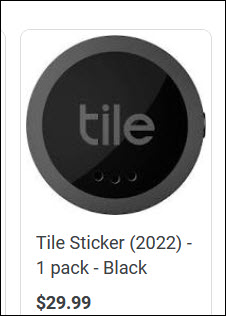 tile
Tile Sticker (2022) -
1 pack - Black
$29.99